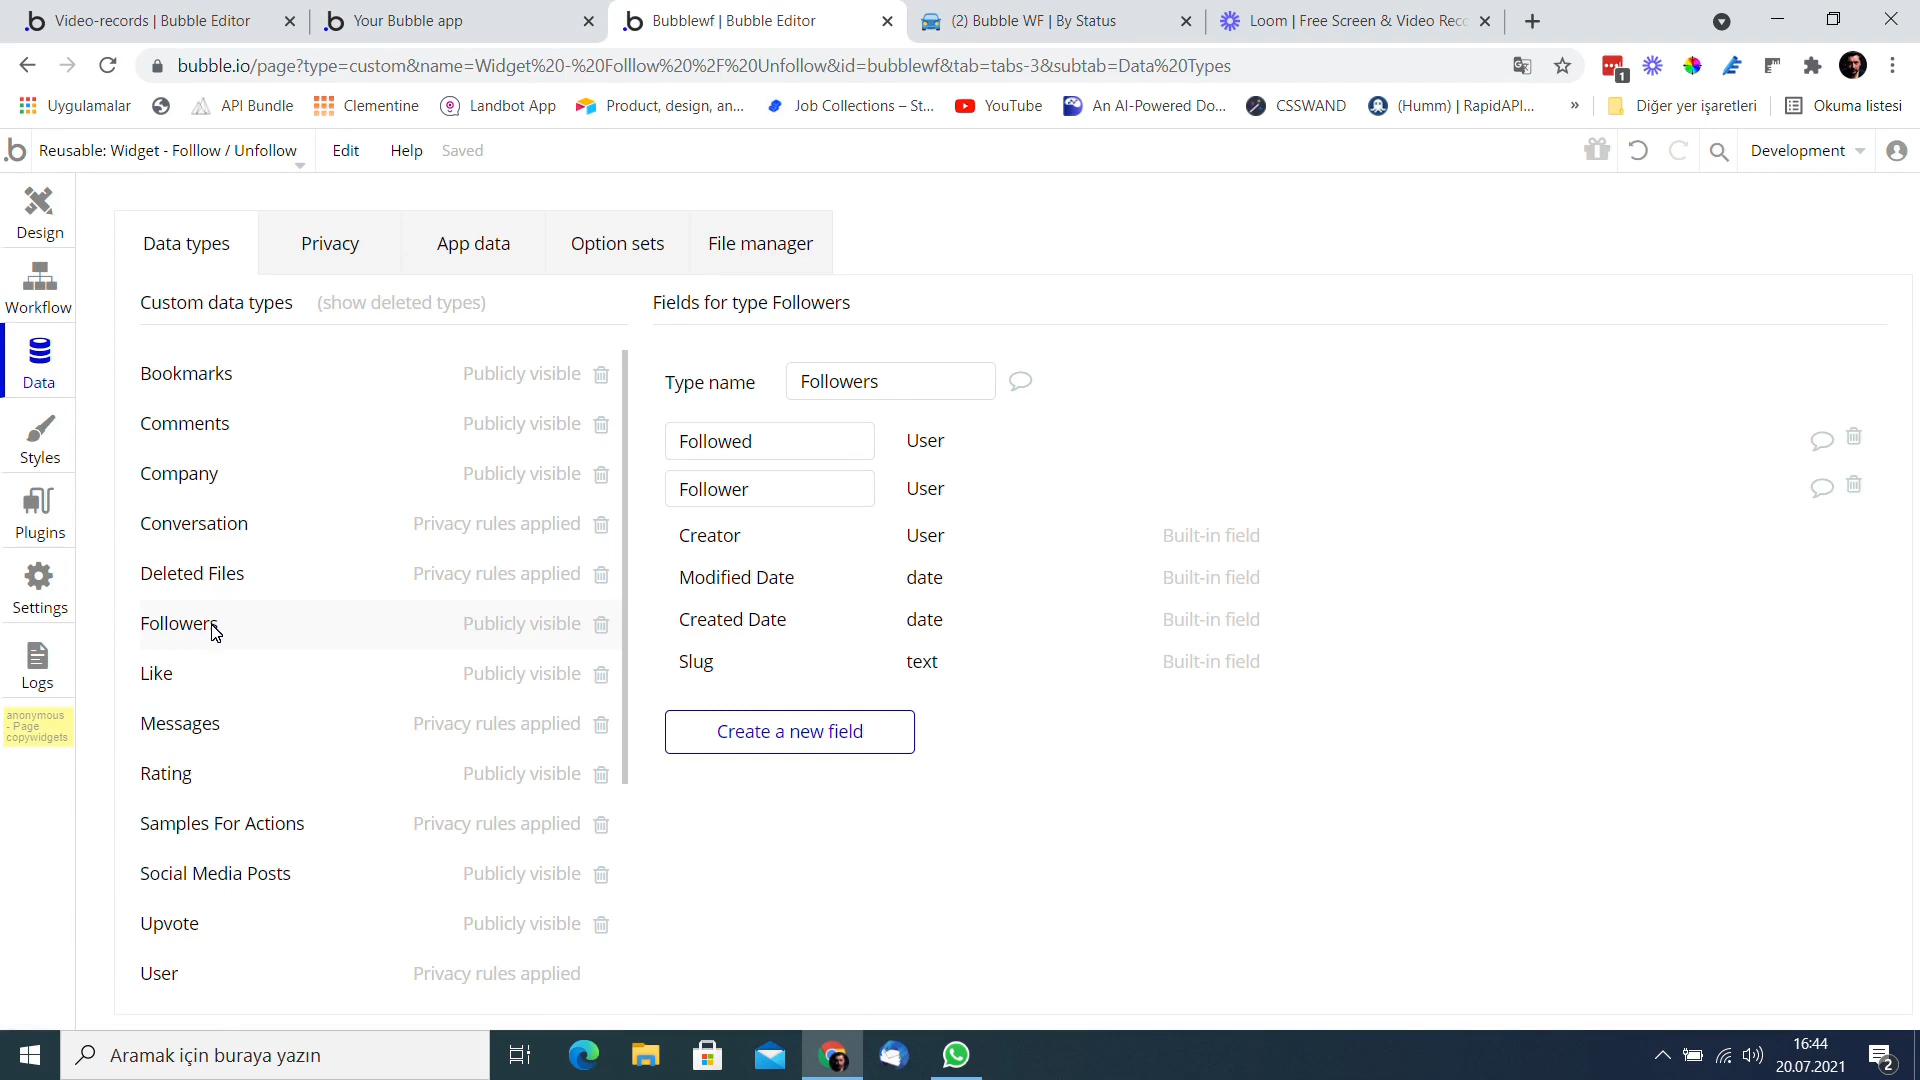 Video-records | Bubble Editor
Your Bubble app
Bubblewf | Bubble Editor
(2) Bubble WF | By Status
Loom | Free Screen & Video Rec
bubble.io/page?type=custom&name=Widget%20-%20Folllow%20%2F%20Unfollow&id=bubblewf&tab=tabs-3&subtab=Data%20Types
1
Uygulamalar
API Bundle
Clementine
Landbot App
Product, design, an...
Job Collections – St...
YouTube
An AI-Powered Do...
CSSWAND
(Humm) | RapidAPI...
»
Diğer yer işaretleri
Okuma listesi
Reusable: Widget - Folllow / Unfollow
Edit
Help
Saved
Development
Design
Workflow
Data
Styles
Plugins
Settings
Logs
anonymous
- Page
copywidgets
Data types
Privacy
App data
Option sets
File manager
Custom data types
(show deleted types)
Bookmarks Publicly visible
Comments Publicly visible
Company Publicly visible
Conversation Privacy rules applied
Deleted Files Privacy rules applied
Followers Publicly visible
Like Publicly visible
Messages Privacy rules applied
Rating Publicly visible
Samples For Actions Privacy rules applied
Social Media Posts Publicly visible
Upvote Publicly visible
User Privacy rules applied
Fields for type Followers
Type name Followers
Followed User
Follower User
Creator User Built-in field
Modified Date date Built-in field
Created Date date Built-in field
Slug text Built-in field
Create a new field
Aramak için buraya yazın
16:44
20.07.2021
2